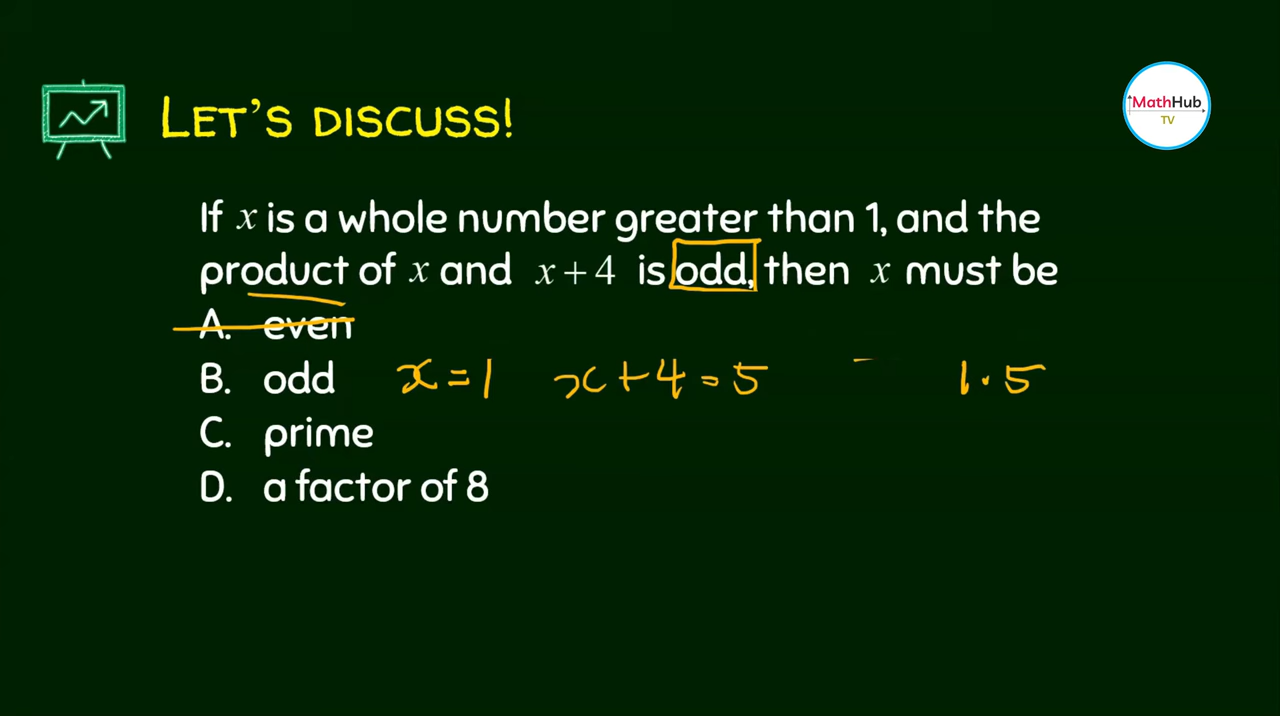 LET'S DISCUSS!
MathHub
TV
If x is a whole number greater than 1, and the
product of x and x + 4 is odd, then x must be
A. even
B. odd x = 1 x + 4 = 5 1 · 5
C. prime
D. a factor of 8